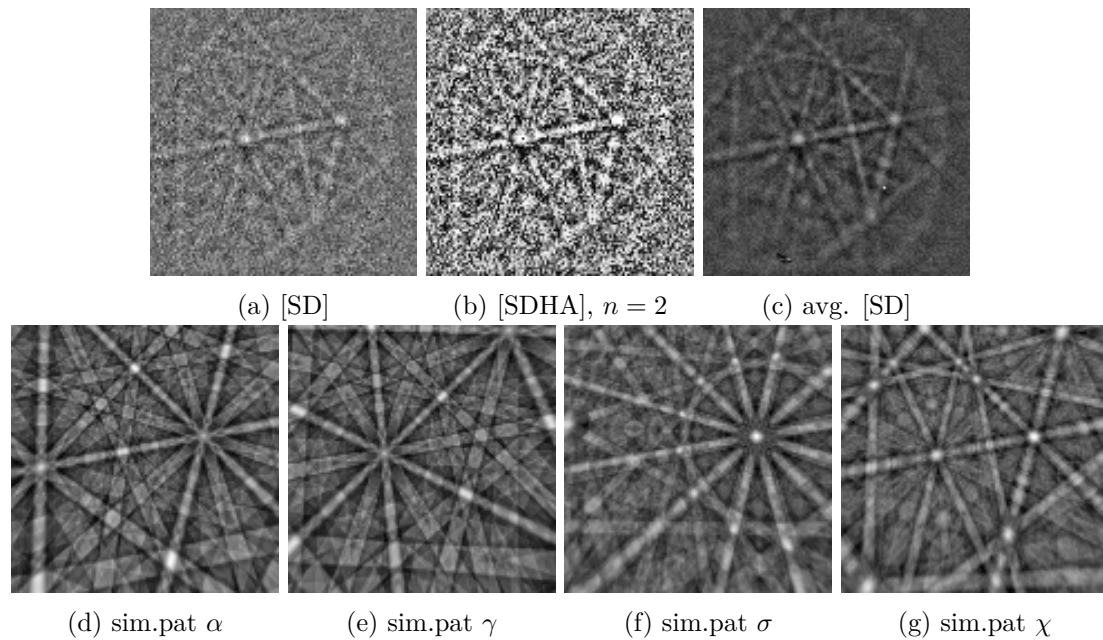 (a) [SD] (b) [SDHA], n = 2 (c) avg. [SD]
(d) sim.pat α (e) sim.pat γ (f) sim.pat σ (g) sim.pat χ